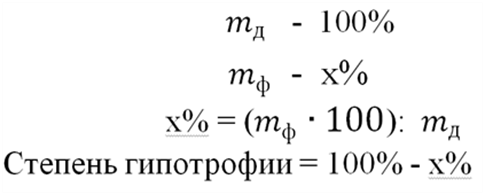 mд - 100%
mф - x%
x% = (mф · 100): mд
Степень гипотрофии = 100% - x%